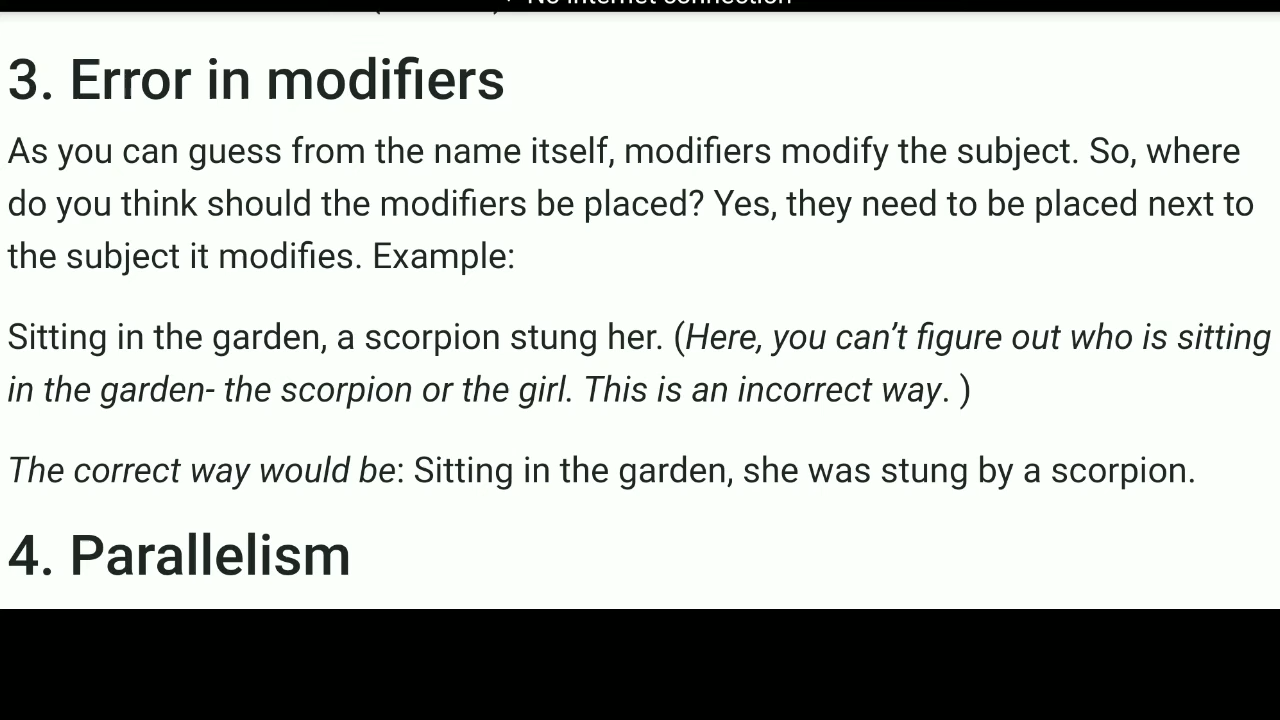 No internet connection
3. Error in modifiers
As you can guess from the name itself, modifiers modify the subject. So, where
do you think should the modifiers be placed? Yes, they need to be placed next to
the subject it modifies. Example:
Sitting in the garden, a scorpion stung her. (Here, you can’t figure out who is sitting
in the garden- the scorpion or the girl. This is an incorrect way. )
The correct way would be: Sitting in the garden, she was stung by a scorpion.
4. Parallelism